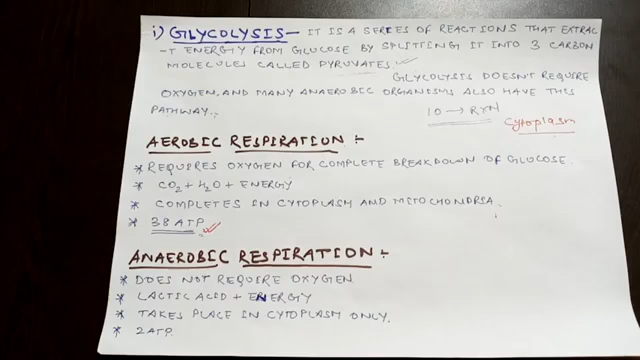 i) GLYCOLYSIS - IT IS A SERIES OF REACTIONS THAT EXTRAC
-T ENERGY FROM GLUCOSE BY SPLITTING IT INTO 3 CARBON
MOLECULES CALLED PYRUVATES.
GLYCOLYSIS DOESN'T REQUIRE
OXYGEN, AND MANY ANAEROBIC ORGANISMS ALSO HAVE THIS
PATHWAY.
10 → RXN
Cytoplasm
AEROBIC RESPIRATION :-
* REQUIRES OXYGEN FOR COMPLETE BREAKDOWN OF GLUCOSE.
* CO2 + H2O + ENERGY
* COMPLETES IN CYTOPLASM AND MITOCHONDRIA.
* 38 ATP
ANAEROBIC RESPIRATION :-
* DOES NOT REQUIRE OXYGEN.
* LACTIC ACID + ENERGY
* TAKES PLACE IN CYTOPLASM ONLY.
* 2 ATP.